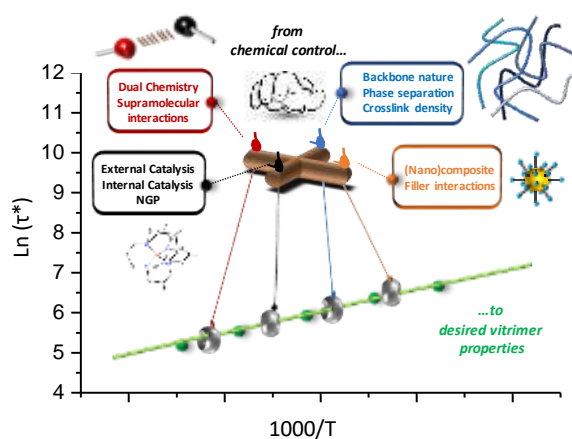 from
chemical control...
Dual Chemistry
Supramolecular
interactions
Backbone nature
Phase separation
Crosslink density
External Catalysis
Internal Catalysis
NGP
(Nano)composite
Filler interactions
...to
desired vitrimer
properties
Ln (τ*)
12
11
10
9
8
7
6
5
4
1000/T